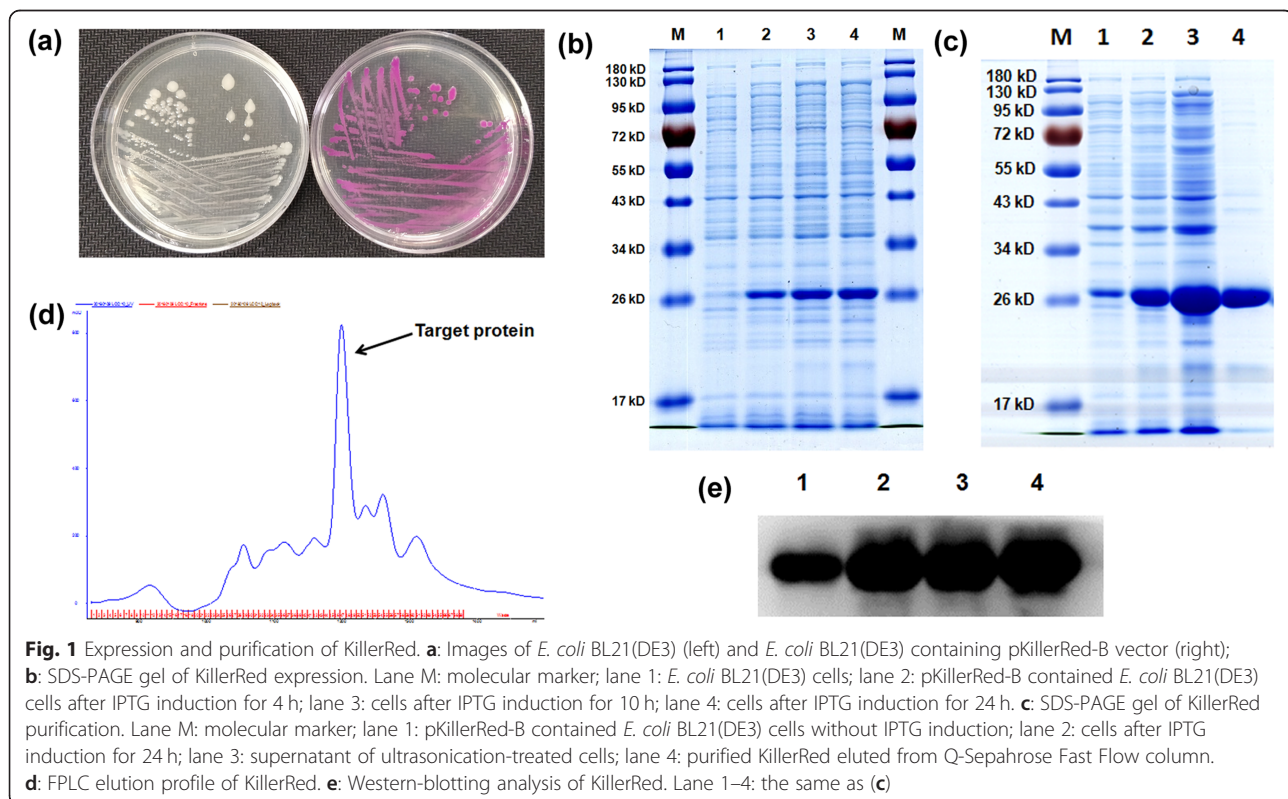 (a)
(b)
M 1 2 3 4 M
180 kD
130 kD
95 kD
72 kD
55 kD
43 kD
34 kD
26 kD
17 kD
(c)
M 1 2 3 4
180 kD
130 kD
95 kD
72 kD
55 kD
43 kD
34 kD
26 kD
17 kD
(d)
Target protein
(e)
1 2 3 4
Fig. 1 Expression and purification of KillerRed. a: Images of E. coli BL21(DE3) (left) and E. coli BL21(DE3) containing pKillerRed-B vector (right);
b: SDS-PAGE gel of KillerRed expression. Lane M: molecular marker; lane 1: E. coli BL21(DE3) cells; lane 2: pKillerRed-B contained E. coli BL21(DE3)
cells after IPTG induction for 4 h; lane 3: cells after IPTG induction for 10 h; lane 4: cells after IPTG induction for 24 h. c: SDS-PAGE gel of KillerRed
purification. Lane M: molecular marker; lane 1: pKillerRed-B contained E. coli BL21(DE3) cells without IPTG induction; lane 2: cells after IPTG
induction for 24 h; lane 3: supernatant of ultrasonication-treated cells; lane 4: purified KillerRed eluted from Q-Sepahrose Fast Flow column.
d: FPLC elution profile of KillerRed. e: Western-blotting analysis of KillerRed. Lane 1–4: the same as (c)